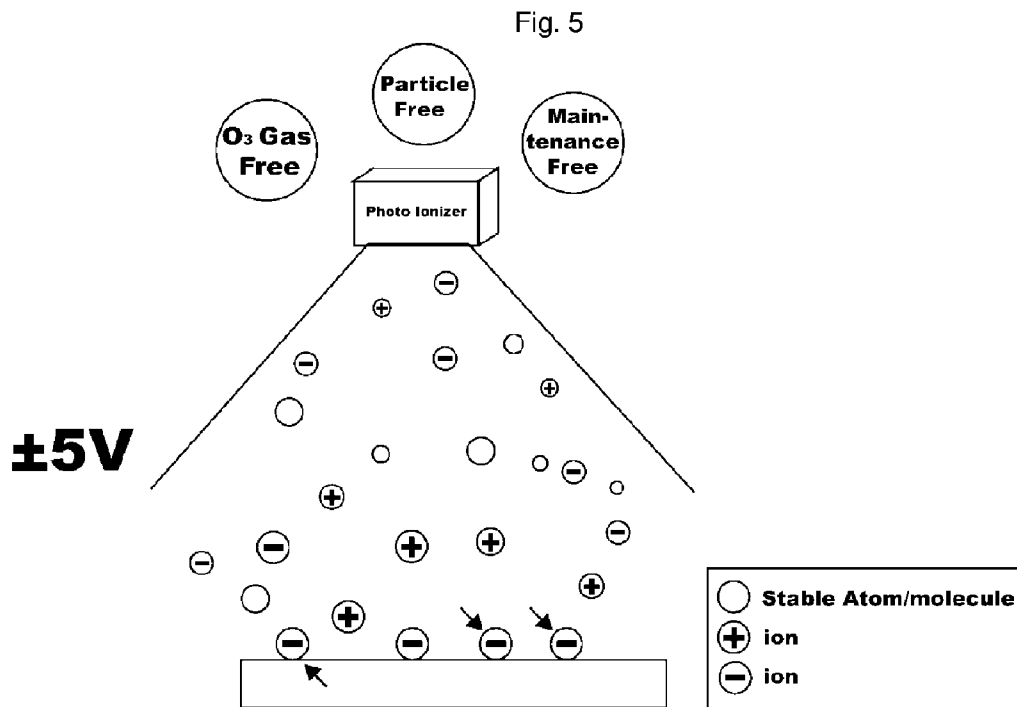 Fig. 5
Particle
Free
O₃ Gas
Free
Main-
tenance
Free
Photo Ionizer
±5V
Stable Atom/molecule
+ ion
− ion